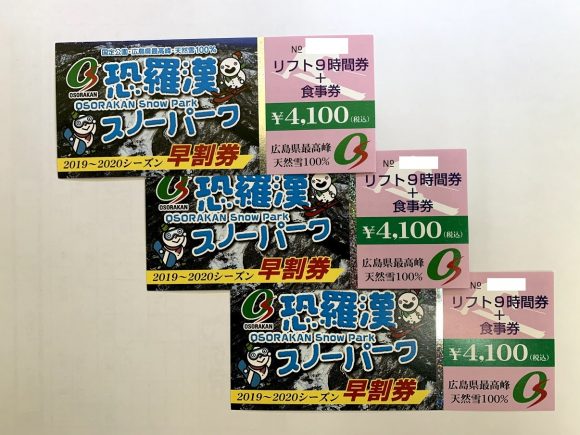 国定公園・広島県最高峰・天然雪100%
OSORAKAN
恐羅漢
OSORAKAN Snow Park
スノーパーク
2019～2020シーズン 早割券
№
リフト9時間券
+
食事券
¥4,100(税込)
広島県最高峰
天然雪100%
OSORAKAN
恐羅漢
OSORAKAN Snow Park
スノーパーク
2019～2020シーズン 早割券
№
リフト9時間券
+
食事券
¥4,100(税込)
広島県最高峰
天然雪100%
OSORAKAN
恐羅漢
OSORAKAN Snow Park
スノーパーク
2019～2020シーズン 早割券
№
リフト9時間券
+
食事券
¥4,100(税込)
広島県最高峰
天然雪100%